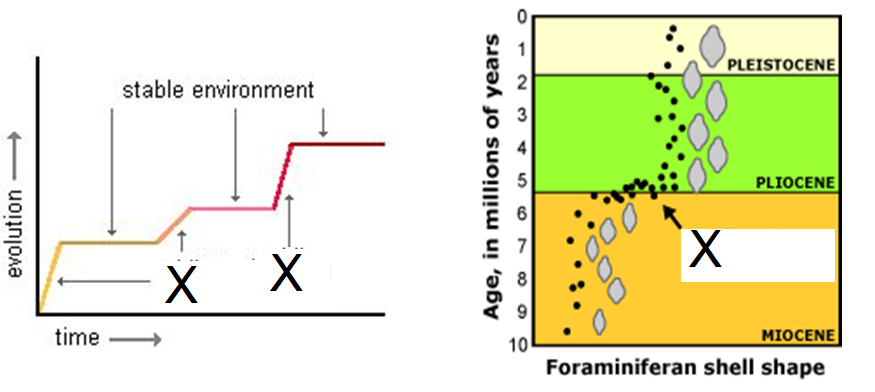 stable environment
evolution
X
X
time
Age, in millions of years
0
1
2
3
4
5
6
7
8
9
10
PLEISTOCENE
PLIOCENE
X
MIOCENE
Foraminiferan shell shape